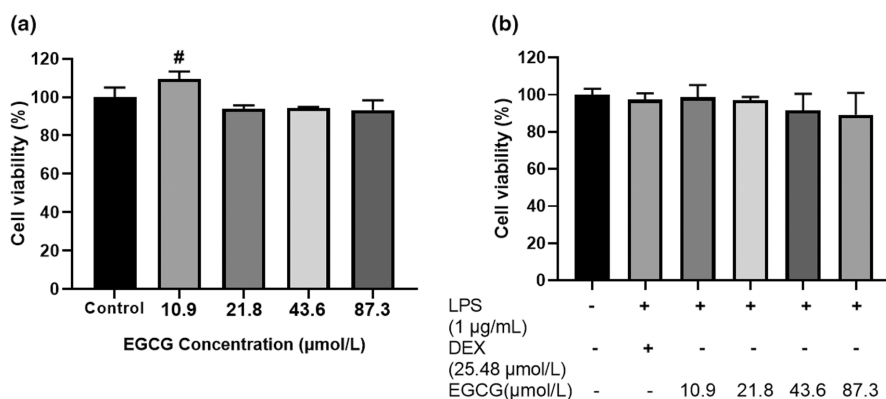 (a)
#
120
100
80
60
40
20
0
Cell viability (%)
Control 10.9 21.8 43.6 87.3
EGCG Concentration (µmol/L)
(b)
120
100
80
60
40
20
0
Cell viability (%)
LPS - + + + + +
(1 µg/mL)
DEX - + - - - -
(25.48 µmol/L)
EGCG(µmol/L) - - 10.9 21.8 43.6 87.3